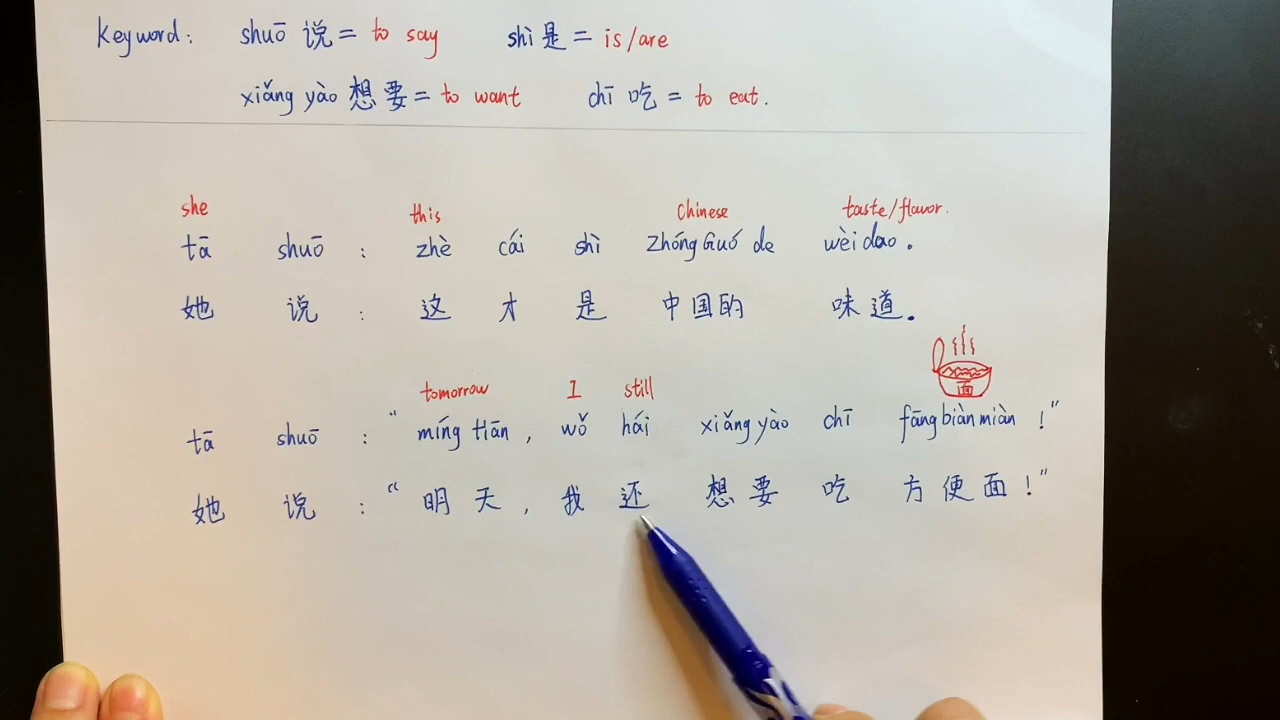 Keyword: shuō 说 = to say shì 是 = is/are
xiǎng yào 想要 = to want chī 吃 = to eat.
she this Chinese taste/flavor.
tā shuō : zhè cái shì zhóngGuó de wèi dao.
她 说 : 这 才 是 中国的 味道.
面
tomorrow I still
tā shuō : "míng tiān, wǒ hái xiǎng yào chī fāng biàn miàn!"
她 说 : "明天, 我 还 想要 吃 方便面!"